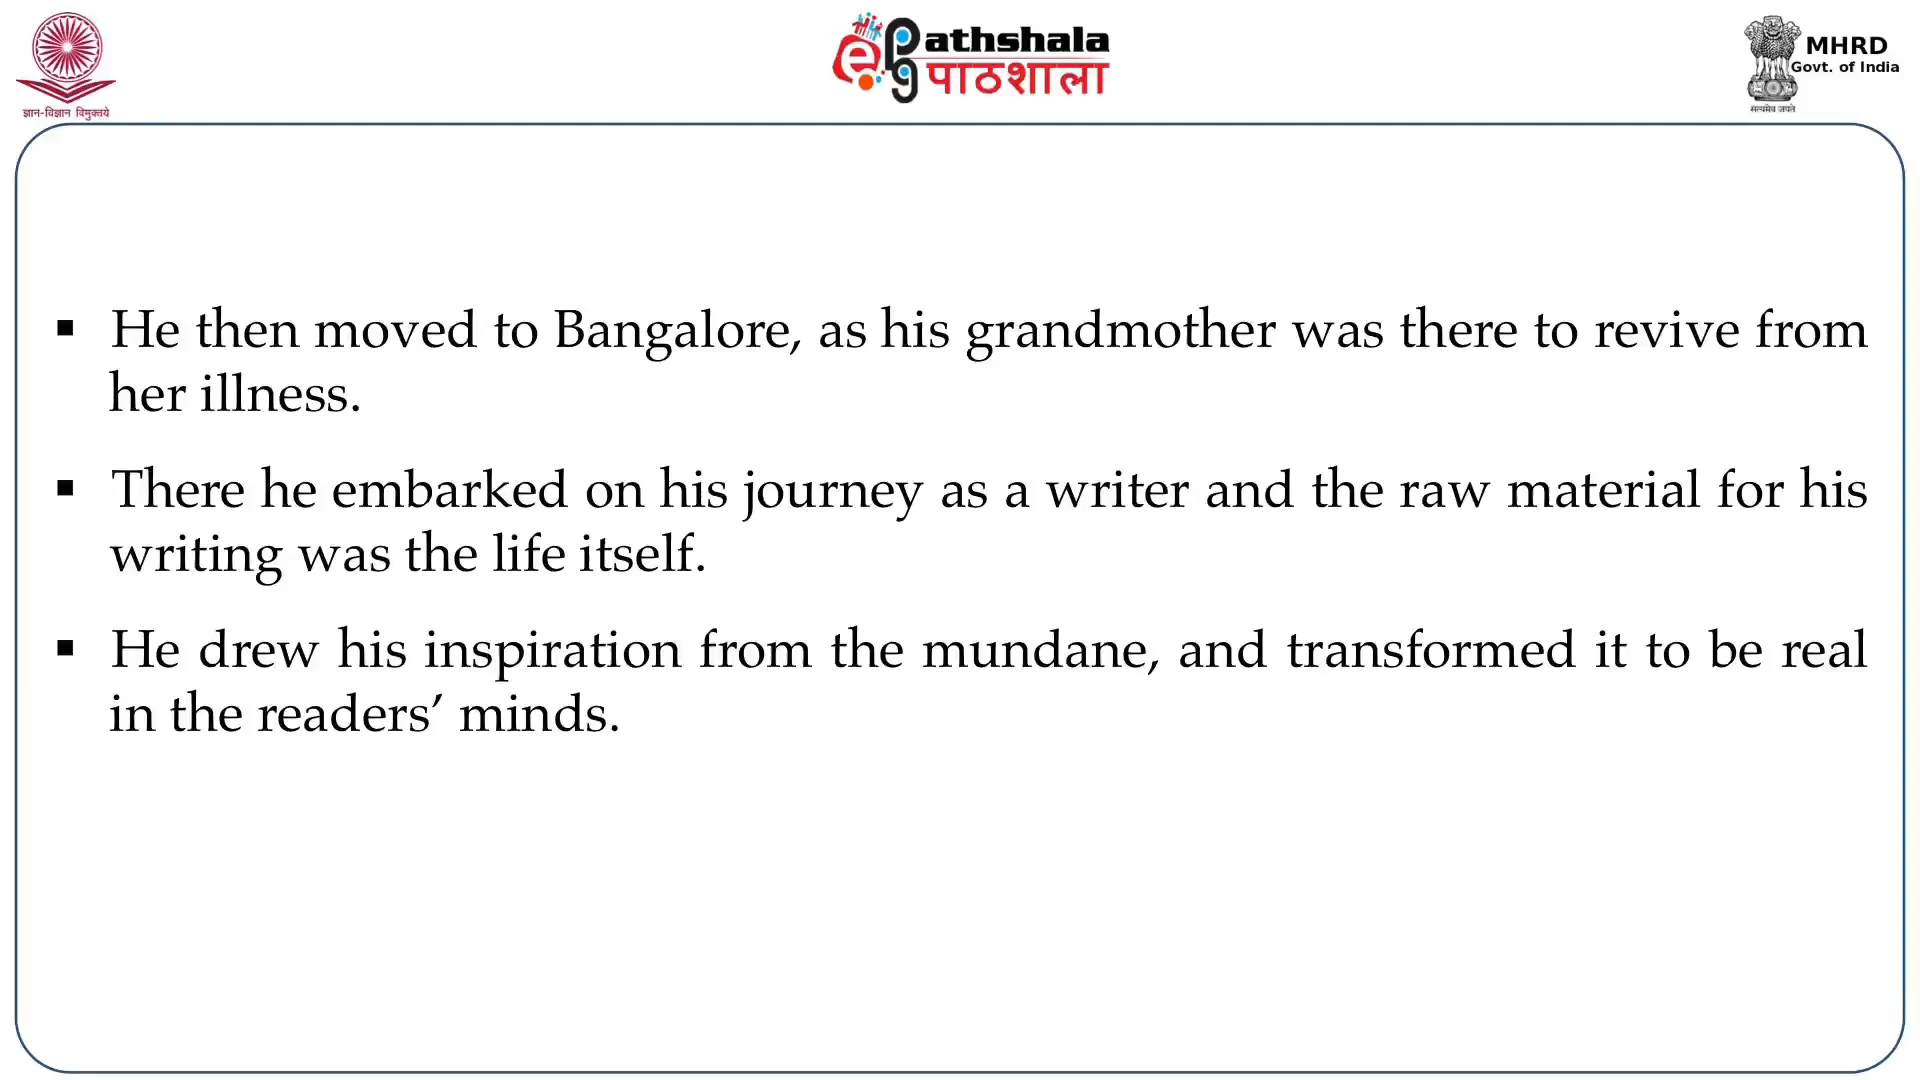 ज्ञान-विज्ञान विमुक्तये
e pg athshala
पाठशाला
MHRD
Govt. of India
सत्यमेव जयते
▪ He then moved to Bangalore, as his grandmother was there to revive from
her illness.
▪ There he embarked on his journey as a writer and the raw material for his
writing was the life itself.
▪ He drew his inspiration from the mundane, and transformed it to be real
in the readers’ minds.